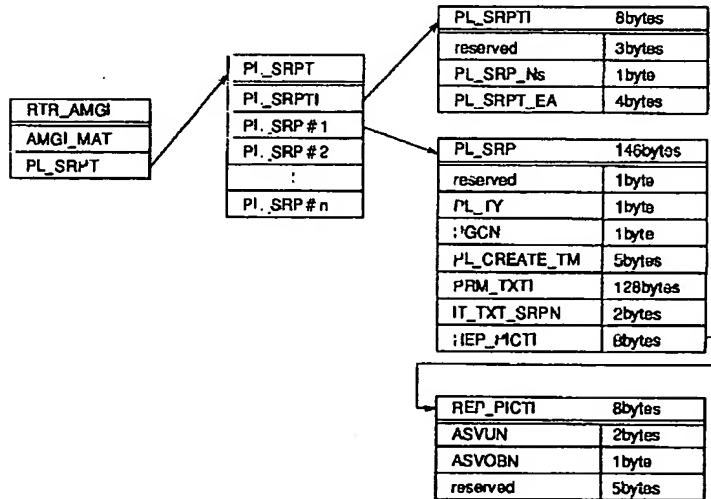 RTR_AMGI
AMGI_MAT
PL_SRPT
PL_SRPT
PL_SRPTI
PL_SRP#1
PL_SRP#2
:
PL_SRP#n
PL_SRPTI 8bytes
reserved 3bytes
PL_SRP_Ns 1byte
PL_SRPT_EA 4bytes
PL_SRP 146bytes
reserved 1byte
PL_TY 1byte
PGCN 1byte
PL_CREATE_TM 5bytes
PRM_TXTI 128bytes
IT_TXT_SRPN 2bytes
REP_PICTI 8bytes
REP_PICTI 8bytes
ASVUN 2bytes
ASVOBN 1byte
reserved 5bytes